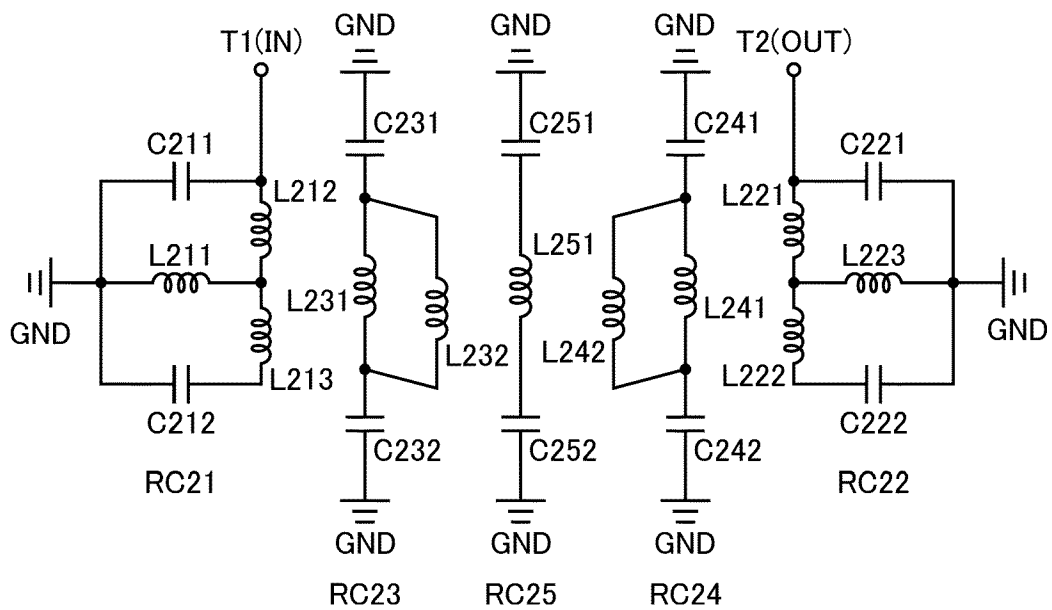 GND
GND
GND
T1(IN)
T2(OUT)
C231
C251
C241
C211
C221
L212
L221
L211
L251
L223
L231
L241
GND
GND
L232
L242
L213
L222
C212
C232
C252
C242
C222
RC21
RC22
GND
GND
GND
RC23
RC25
RC24